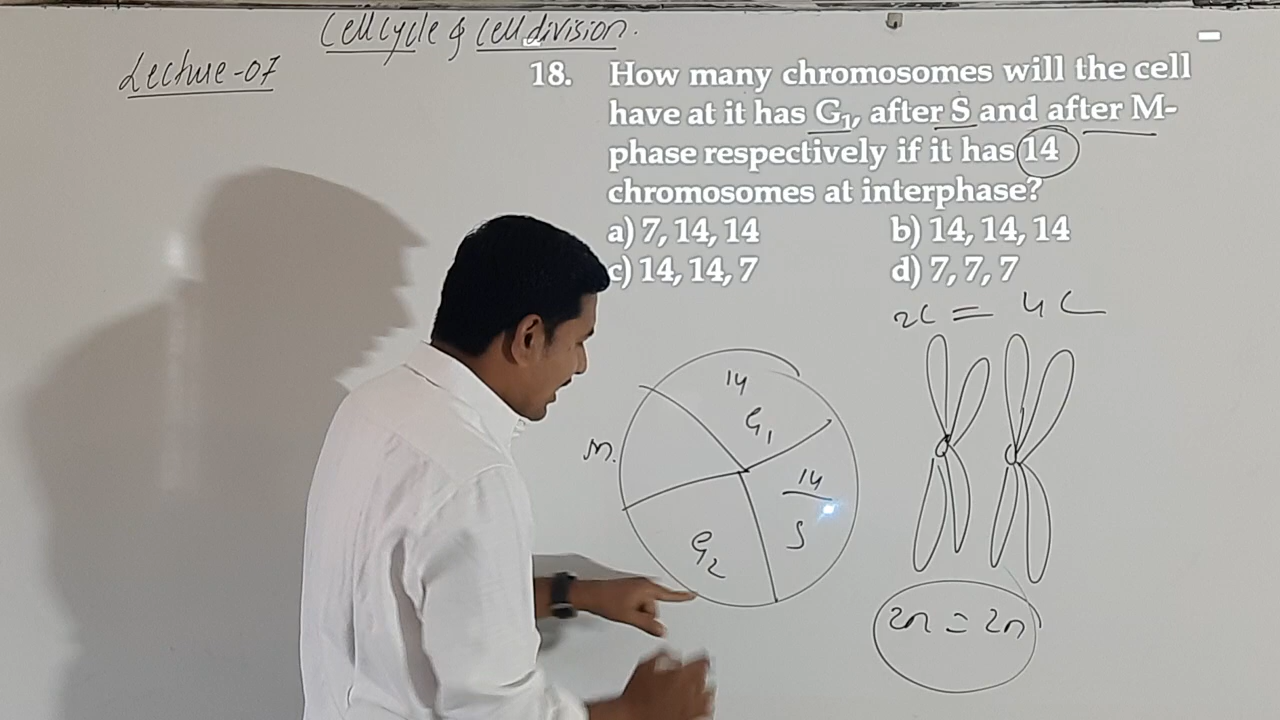 Cell cycle & Cell division.
Lecture-07
18. How many chromosomes will the cell
have at it has G₁, after S and after M-
phase respectively if it has 14
chromosomes at interphase?
a) 7, 14, 14 b) 14, 14, 14
c) 14, 14, 7 d) 7, 7, 7
2C = 4C
14
G₁
M.
14
S
G₂
2n = 2n